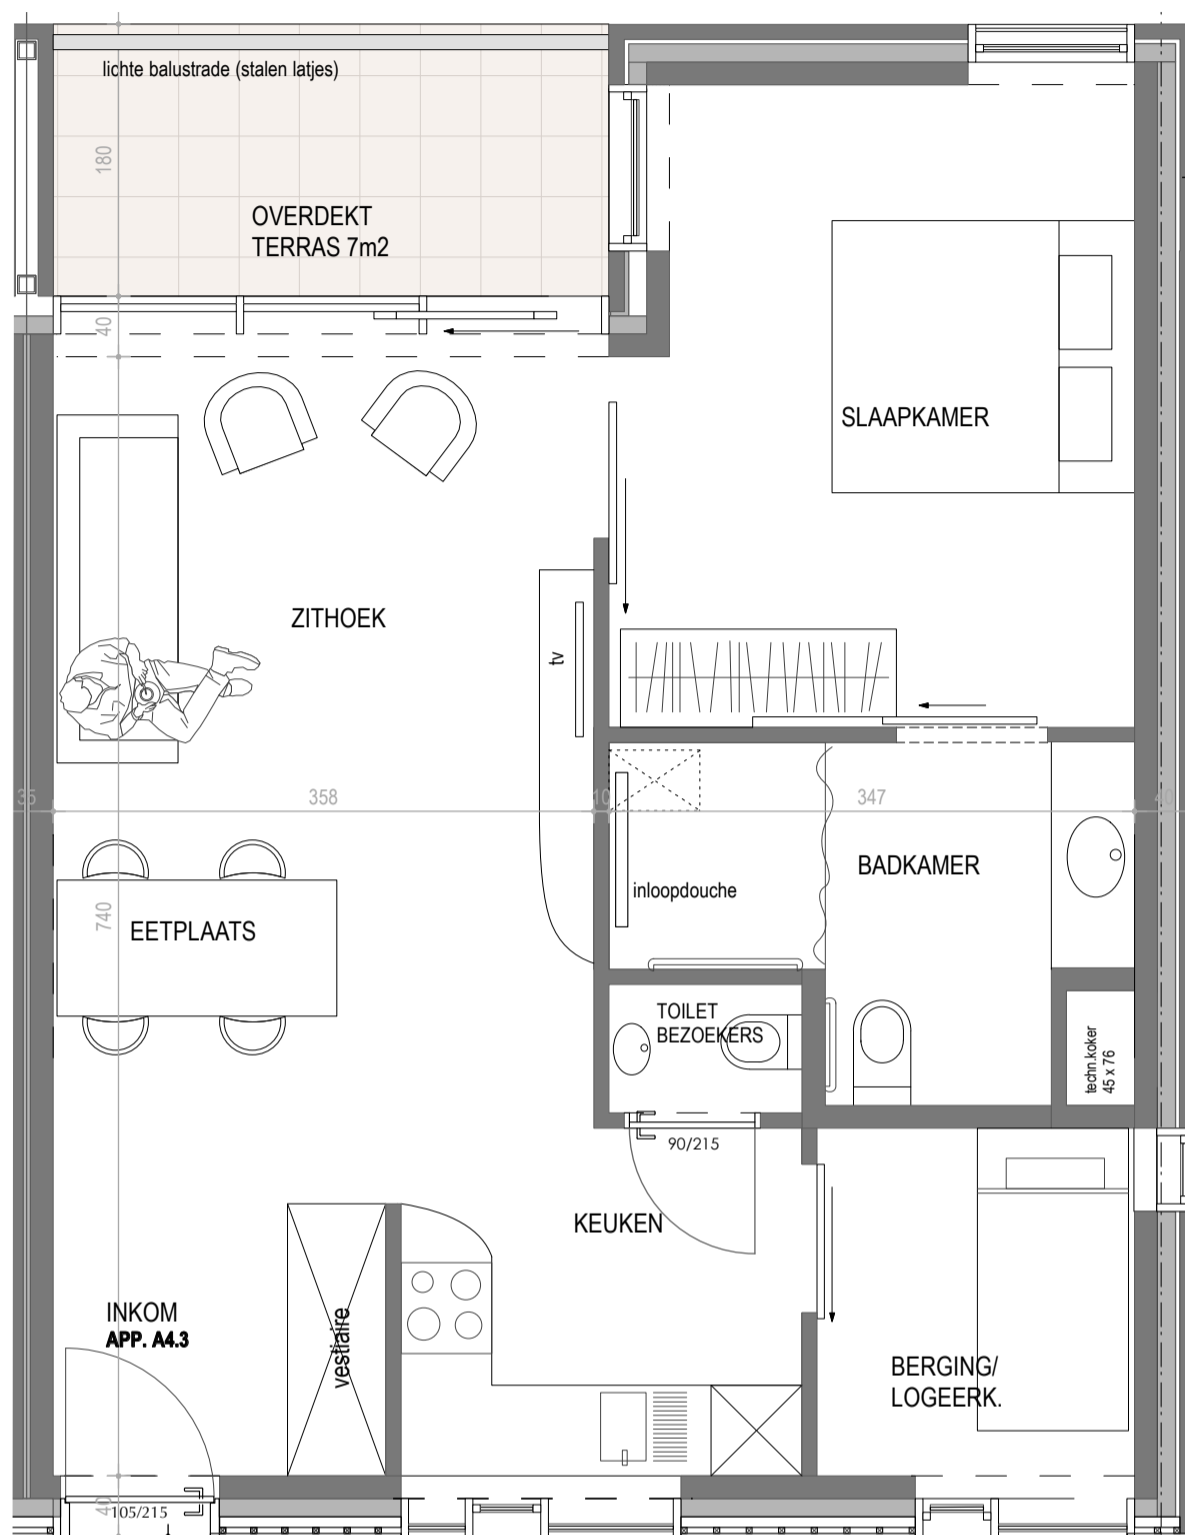 lichte balustrade (stalen latjes)
180
OVERDEKT
TERRAS 7m2
40
SLAAPKAMER
ZITHOEK
tv
35
358
10
347
40
BADKAMER
inloopdouche
740
EETPLAATS
TOILET
BEZOEKERS
techn.koker
45 x 76
90/215
KEUKEN
INKOM
APP. A4.3
vestiaire
BERGING/
LOGEERK.
40
105/215